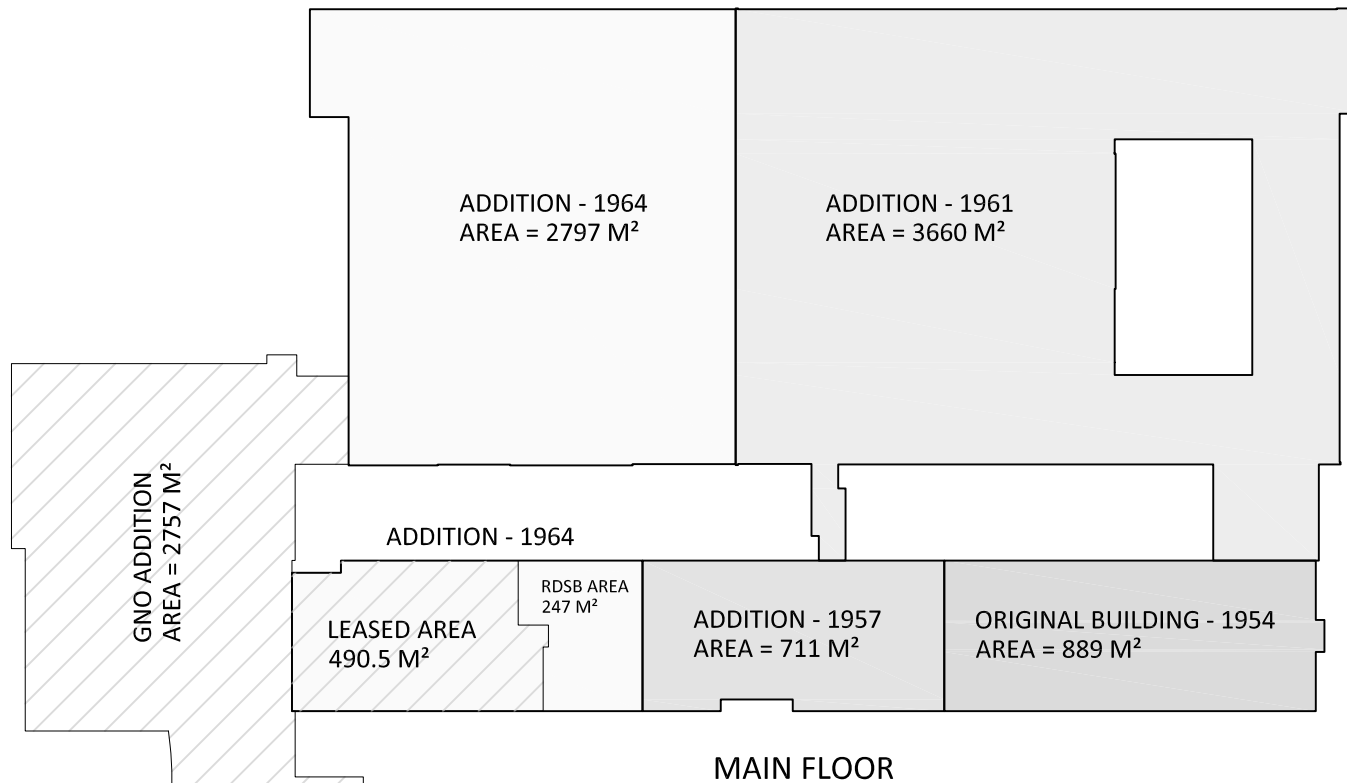 ADDITION - 1964
AREA = 2797 M²
ADDITION - 1961
AREA = 3660 M²
GNO ADDITION
AREA = 2757 M²
ADDITION - 1964
LEASED AREA
490.5 M²
RDSB AREA
247 M²
ADDITION - 1957
AREA = 711 M²
ORIGINAL BUILDING - 1954
AREA = 889 M²
MAIN FLOOR